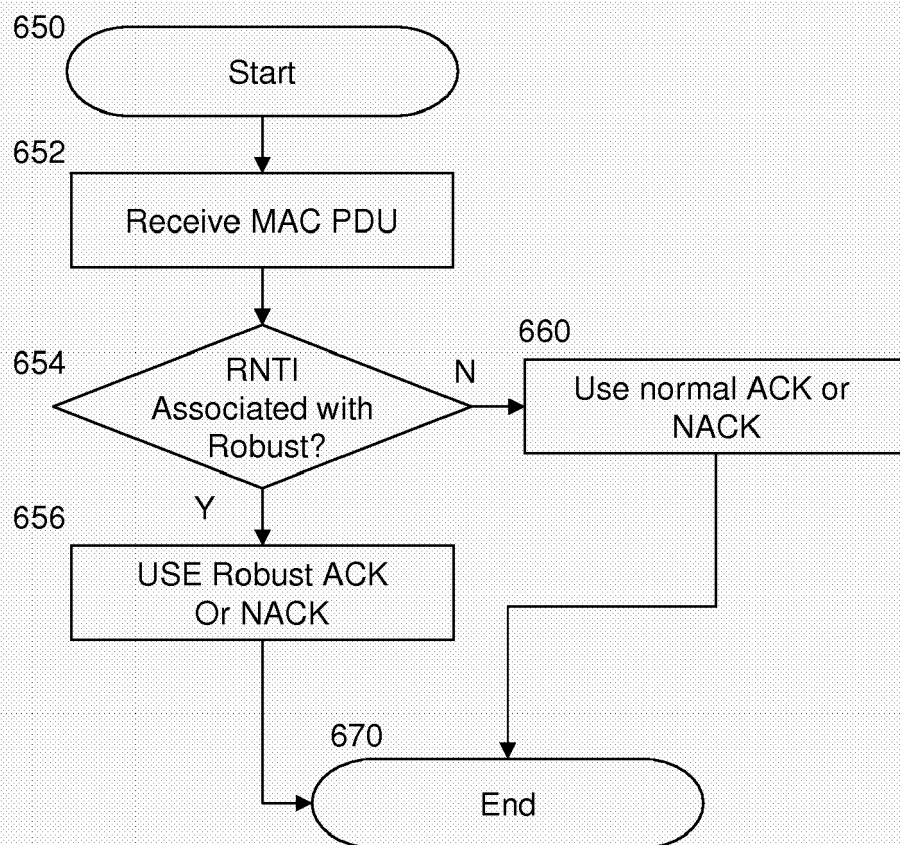 650
Start
652
Receive MAC PDU
654
RNTI
Associated with
Robust?
N
660
Use normal ACK or
NACK
Y
656
USE Robust ACK
Or NACK
670
End